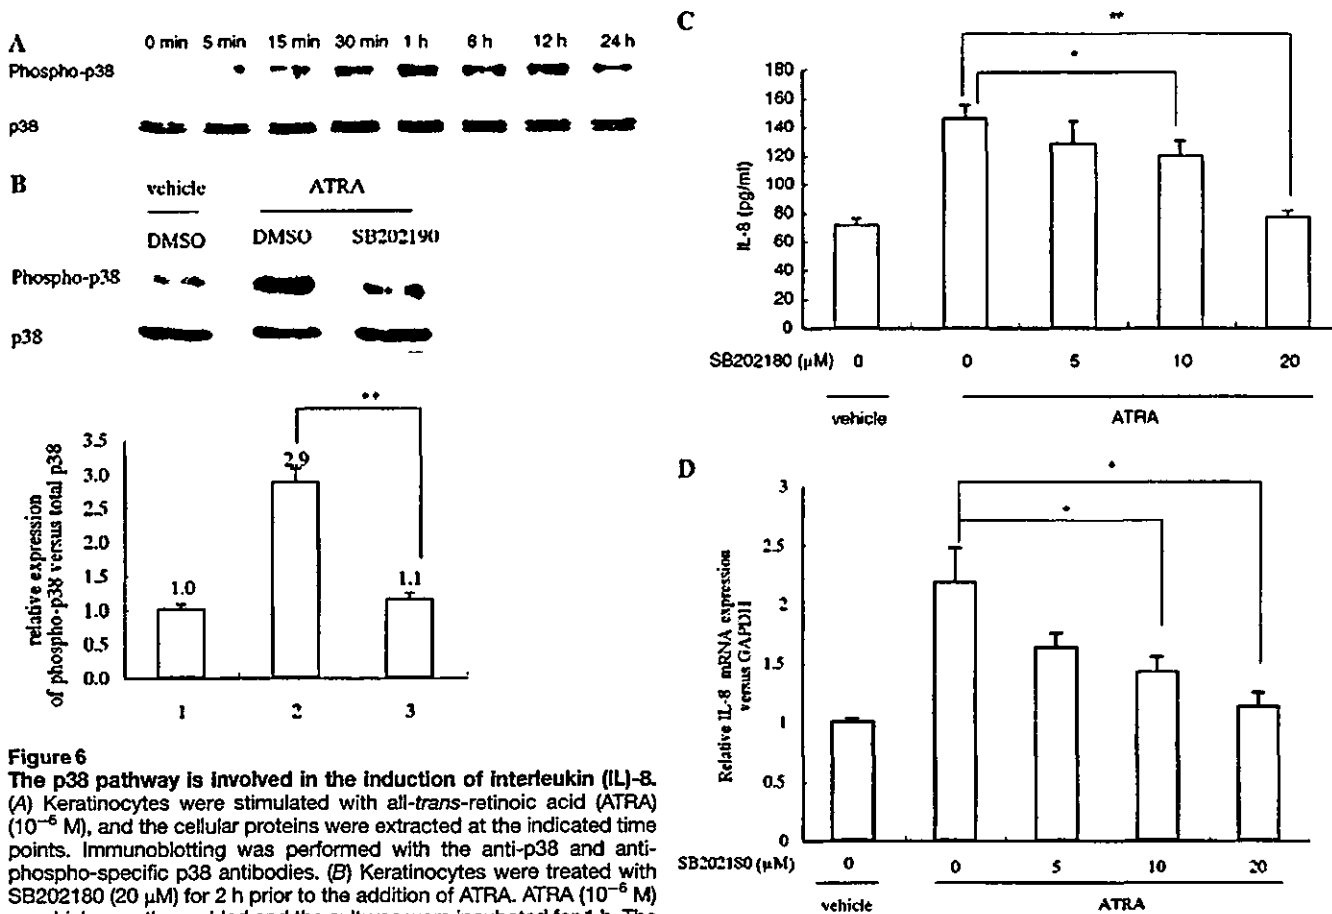 A
0 min 5 min 15 min 30 min 1 h 6 h 12 h 24 h
Phospho-p38
p38
B
vehicle ATRA
DMSO DMSO SB202190
Phospho-p38
p38
**
3.5
3.0
2.5
2.0
1.5
1.0
0.5
0.0
relative expression
of phospho-p38 versus total p38
1.0
2.9
1.1
1 2 3
Figure 6
The p38 pathway is involved in the induction of interleukin (IL)-8.
(A) Keratinocytes were stimulated with all-trans-retinoic acid (ATRA)
(10⁻⁶ M), and the cellular proteins were extracted at the indicated time
points. Immunoblotting was performed with the anti-p38 and anti-
phospho-specific p38 antibodies. (B) Keratinocytes were treated with
SB202180 (20 μM) for 2 h prior to the addition of ATRA. ATRA (10⁻⁶ M)
C
**
*
180
160
140
120
100
80
60
40
20
0
IL-8 (pg/ml)
SB202180 (μM) 0 0 5 10 20
vehicle ATRA
D
*
*
3
2.5
2
1.5
1
0.5
0
Relative IL-8 mRNA expression
versus GAPDH
SB202180 (μM) 0 0 5 10 20
vehicle ATRA